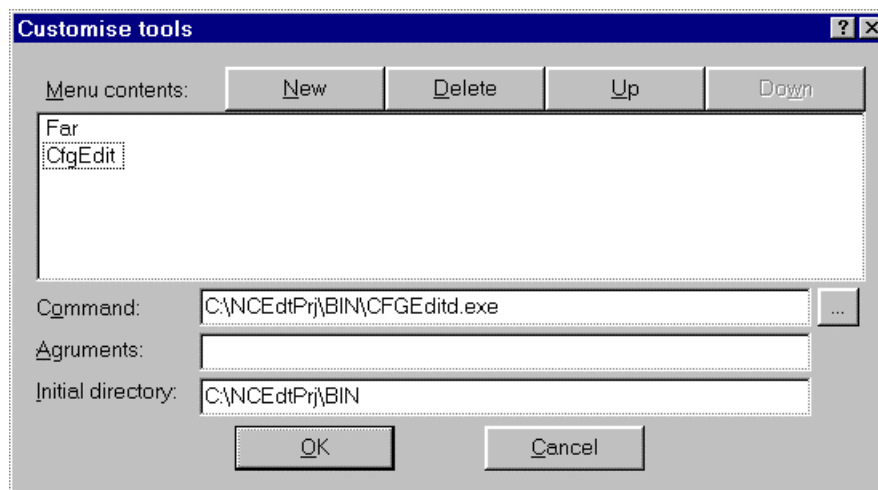 Customise tools
Menu contents: New Delete Up Down
Far
CfgEdit
Command: C:\NCEdtPrj\BIN\CFGEditd.exe ...
Agruments:
Initial directory: C:\NCEdtPrj\BIN
OK Cancel